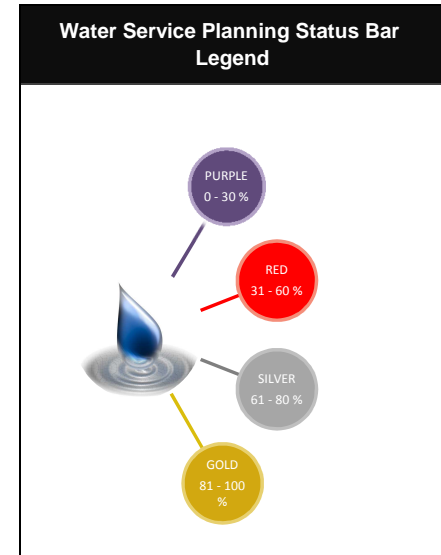 Water Service Planning Status Bar
Legend
PURPLE
0 - 30 %
RED
31 - 60 %
SILVER
61 - 80 %
GOLD
81 - 100
%